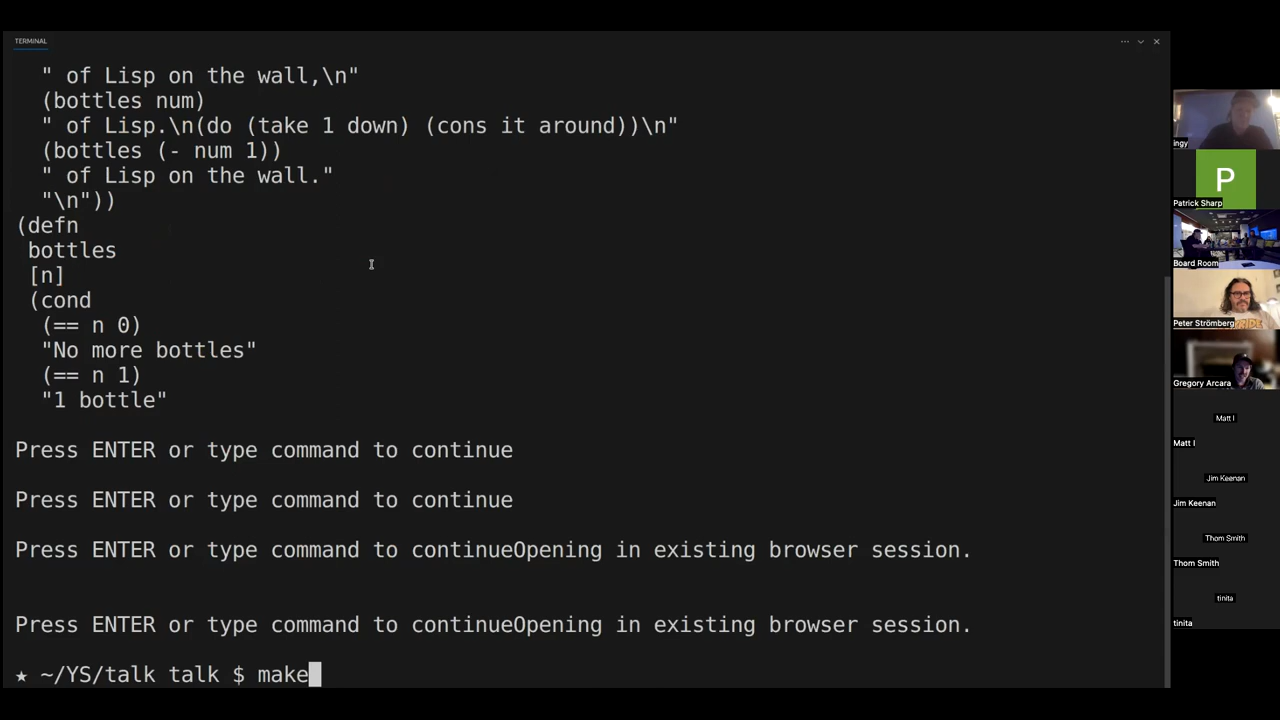 TERMINAL
" of Lisp on the wall,\n"
(bottles num)
" of Lisp.\n(do (take 1 down) (cons it around))\n"
(bottles (- num 1))
" of Lisp on the wall."
"\n"))
(defn
bottles
[n]
(cond
(== n 0)
"No more bottles"
(== n 1)
"1 bottle"
Press ENTER or type command to continue
Press ENTER or type command to continue
Press ENTER or type command to continueOpening in existing browser session.
Press ENTER or type command to continueOpening in existing browser session.
★ ~/YS/talk talk $ make
ingy
P
Patrick Sharp
Board Room
Peter Strömberg
Gregory Arcara
Matt I
Matt I
Jim Keenan
Jim Keenan
Thom Smith
Thom Smith
tinita
tinita